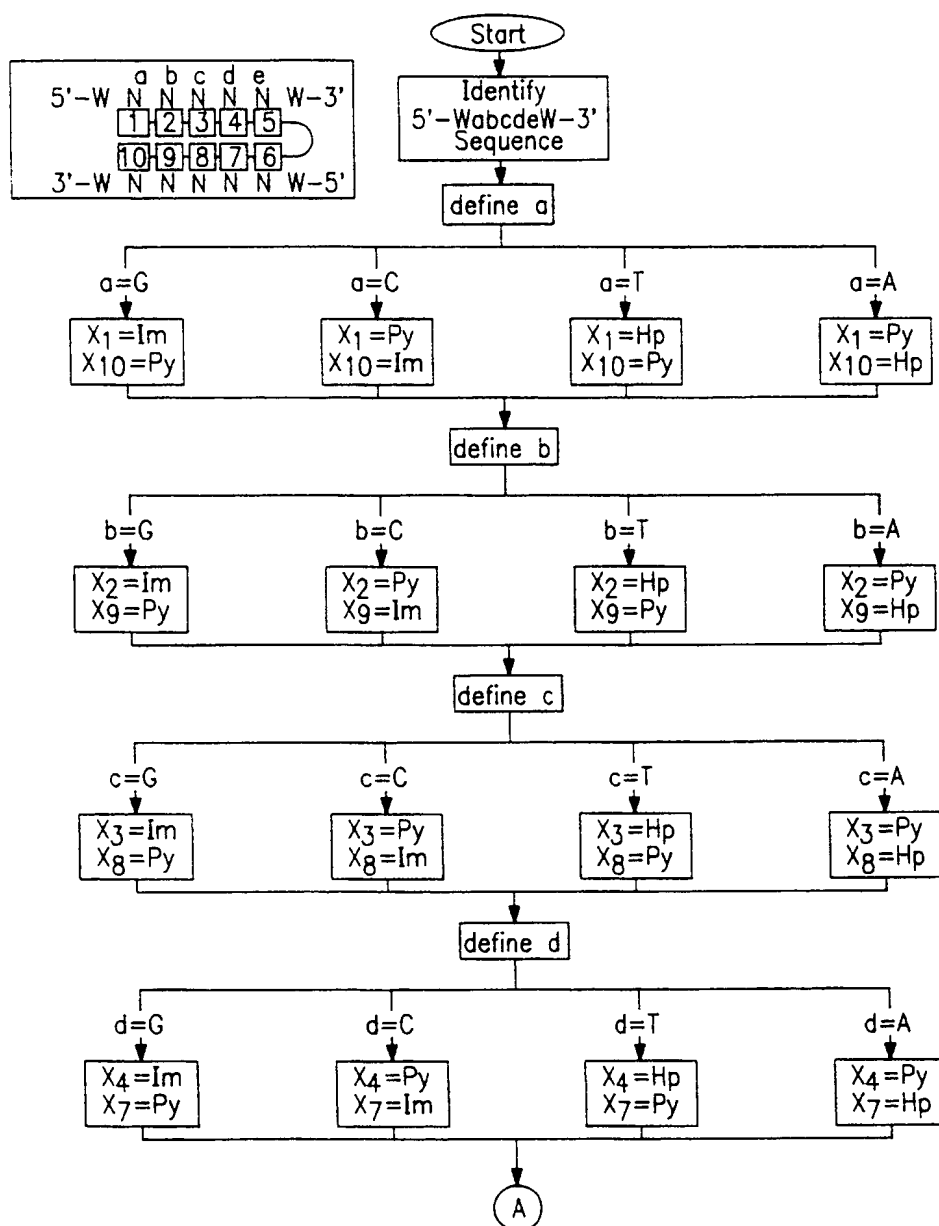 Start
a b c d e
5'-W N N N N N W-3'
1 2 3 4 5
10 9 8 7 6
3'-W N N N N N W-5'
Identify
5'-WabcdeW-3'
Sequence
define a
a=G a=C a=T a=A
X1=Im X1=Py X1=Hp X1=Py
X10=Py X10=Im X10=Py X10=Hp
define b
b=G b=C b=T b=A
X2=Im X2=Py X2=Hp X2=Py
X9=Py X9=Im X9=Py X9=Hp
define c
c=G c=C c=T c=A
X3=Im X3=Py X3=Hp X3=Py
X8=Py X8=Im X8=Py X8=Hp
define d
d=G d=C d=T d=A
X4=Im X4=Py X4=Hp X4=Py
X7=Py X7=Im X7=Py X7=Hp
A